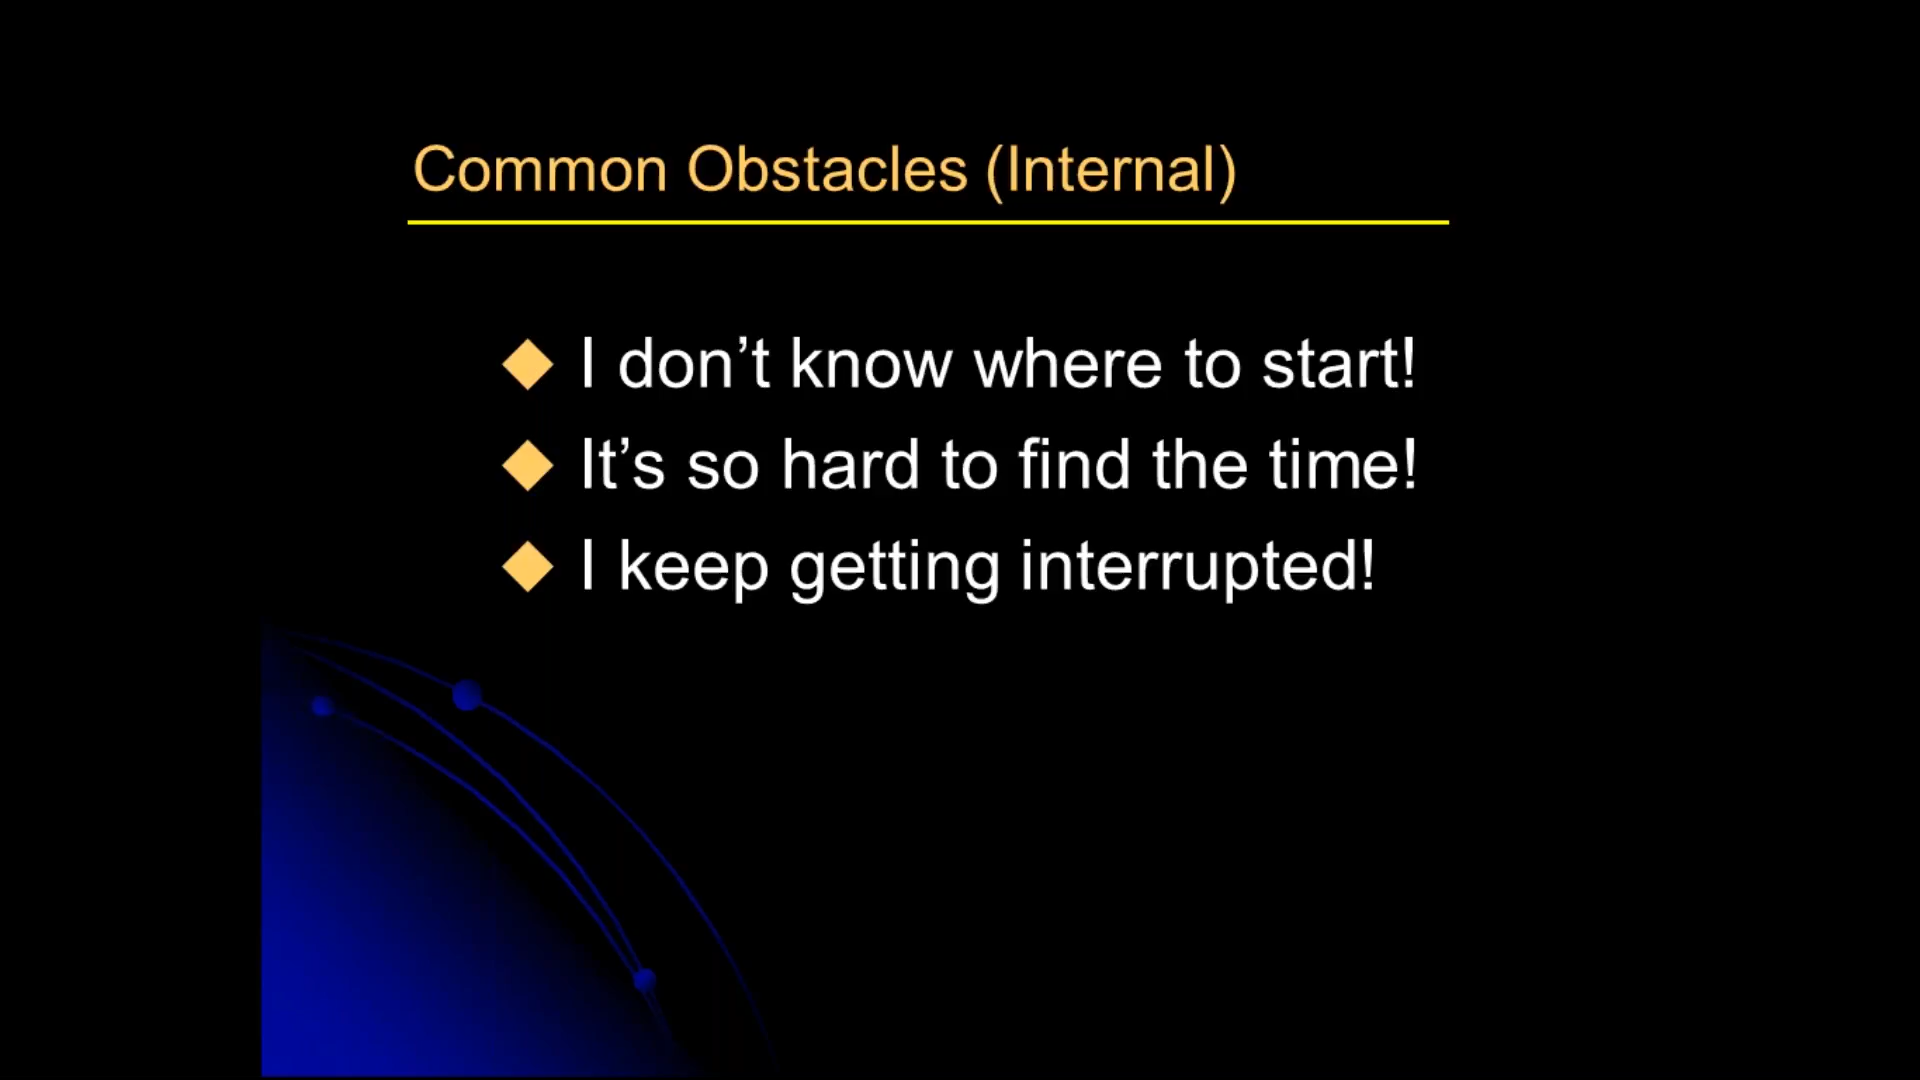 Common Obstacles (Internal)
I don’t know where to start!
It’s so hard to find the time!
I keep getting interrupted!